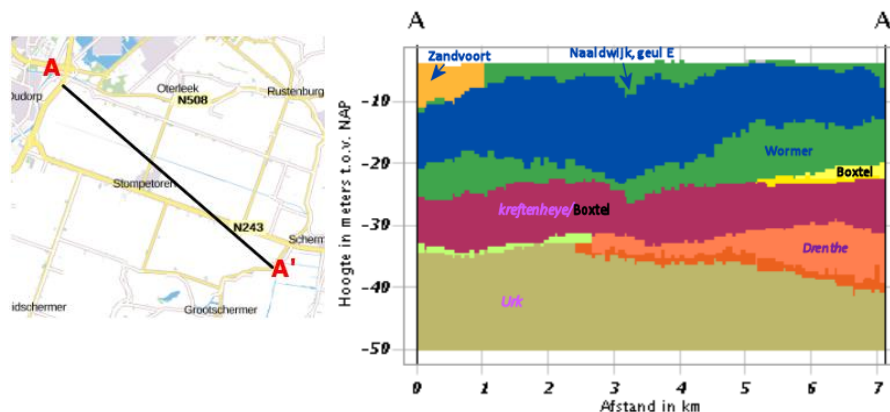 A
Oudorp
Oterleek
N508
Rustenburg
Stompetoren
N243
Scherm
A'
idschermer
Grootschermer
A
A
Zandvoort
Naaldwijk, geul E
Wormer
Boxtel
kreftenheye/Boxtel
Drenthe
Urk
Hoogte in meters t.o.v. NAP
-10
-20
-30
-40
-50
0 1 2 3 4 5 6 7
Afstand in km